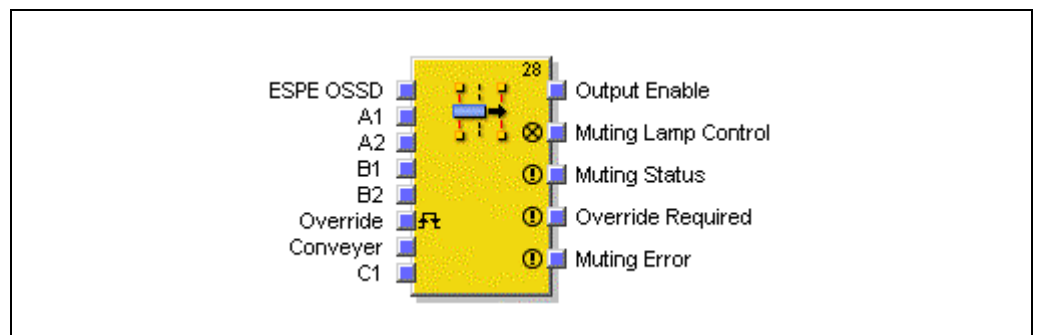 28
ESPE OSSD
A1
A2
B1
B2
Override
Conveyer
C1
Output Enable
Muting Lamp Control
Muting Status
Override Required
Muting Error